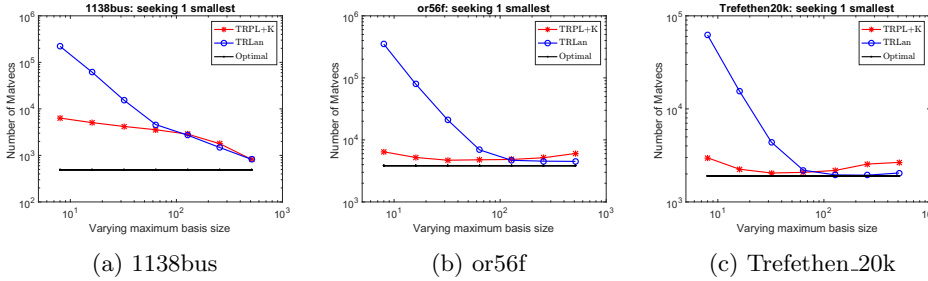 1138bus: seeking 1 smallest
TRPL+K
TRLan
Optimal
Number of Matvecs
10^6
10^5
10^4
10^3
10^2
10^1
10^2
10^3
Varying maximum basis size
(a) 1138bus
or56f: seeking 1 smallest
TRPL+K
TRLan
Optimal
Number of Matvecs
10^6
10^5
10^4
10^3
10^1
10^2
10^3
Varying maximum basis size
(b) or56f
Trefethen20k: seeking 1 smallest
TRPL+K
TRLan
Optimal
Number of Matvecs
10^5
10^4
10^3
10^1
10^2
Varying maximum basis size
(c) Trefethen_20k